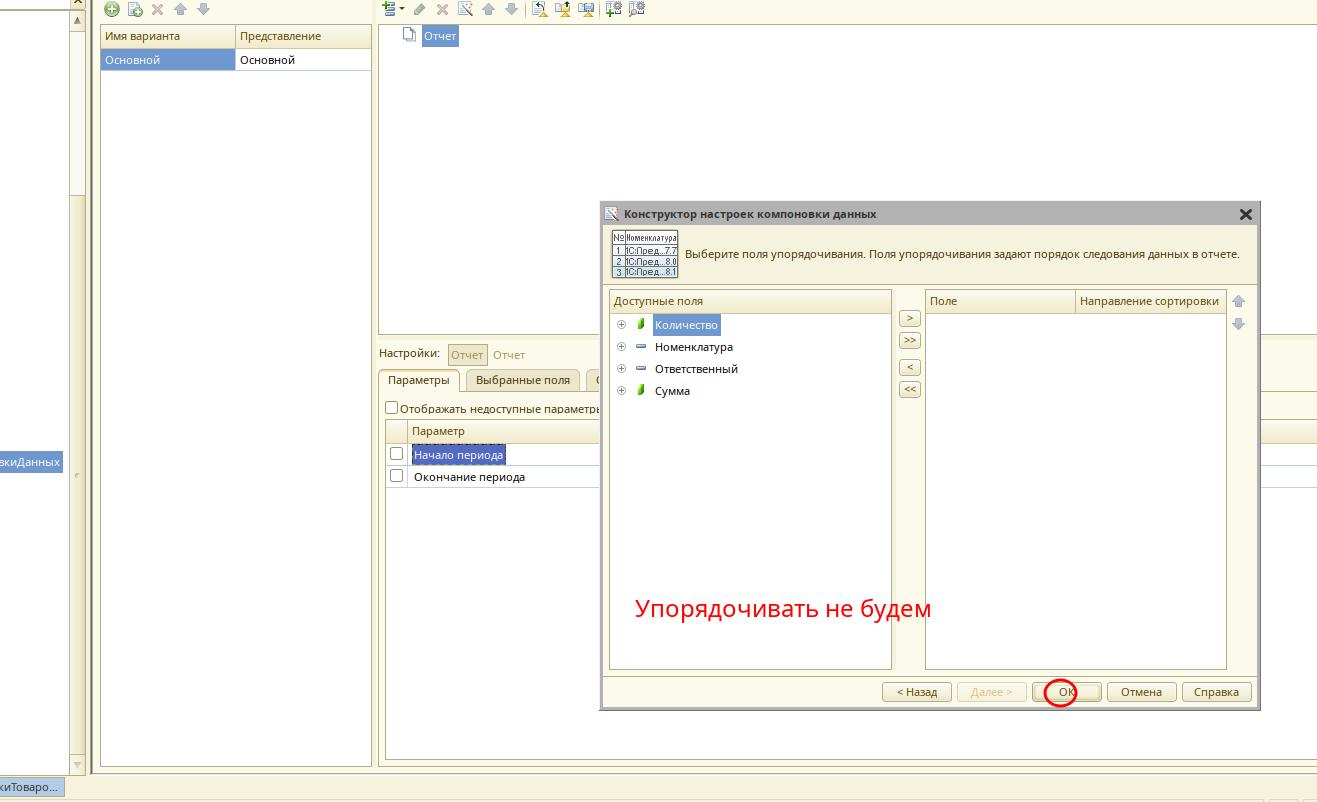 Имя варианта
Представление
Основной
Основной
Отчет
Конструктор настроек компоновки данных
№ Номенклатура
1 1С:Пред...7.7
2 1С:Пред...8.0
3 1С:Пред...8.1
Выберите поля упорядочивания. Поля упорядочивания задают порядок следования данных в отчете.
Доступные поля
Количество
Номенклатура
Ответственный
Сумма
>
>>
<
<<
Поле
Направление сортировки
Настройки: Отчет Отчет
Параметры
Выбранные поля
Отображать недоступные параметры
Параметр
Начало периода
Окончание периода
вкиДанных
Упорядочивать не будем
< Назад
Далее >
ОК
Отмена
Справка
киТоваро...